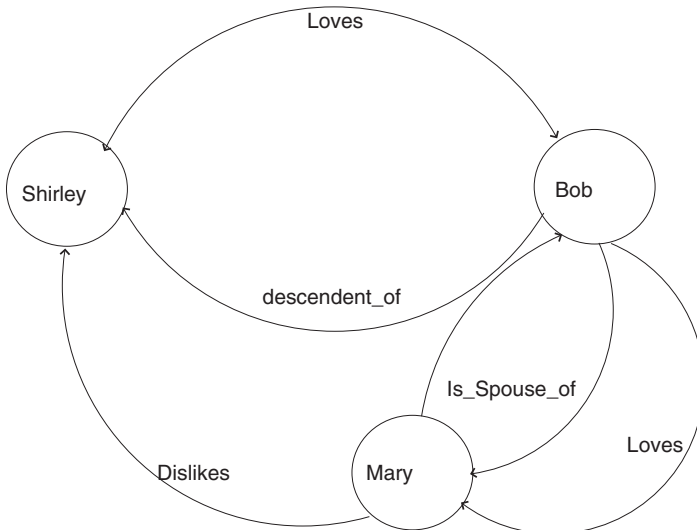 Loves
Shirley
Bob
descendent_of
Is_Spouse_of
Loves
Dislikes
Mary